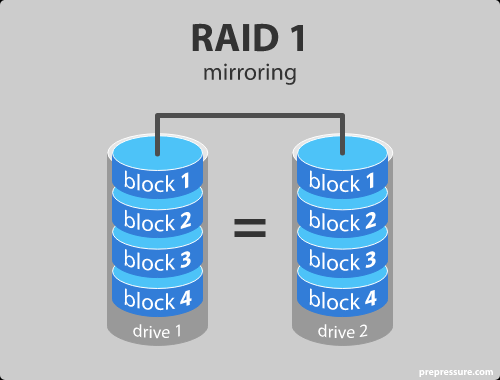 RAID 1
mirroring
block 1
block 2
block 3
block 4
drive 1
=
block 1
block 2
block 3
block 4
drive 2
prepressure.com